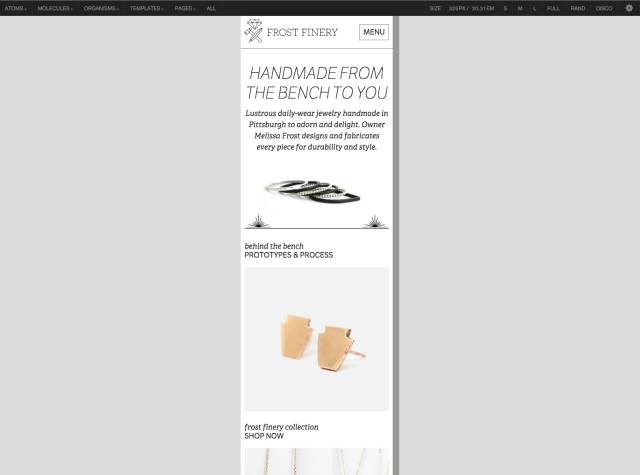 ATOMS MOLECULES ORGANISMS TEMPLATES PAGES ALL SIZE 325PX / 20.31EM S M L FULL RAND DISCO
FROST FINERY MENU
HANDMADE FROM
THE BENCH TO YOU
Lustrous daily-wear jewelry handmade in
Pittsburgh to adorn and delight. Owner
Melissa Frost designs and fabricates
every piece for durability and style.
behind the bench
PROTOTYPES & PROCESS
frost finery collection
SHOP NOW